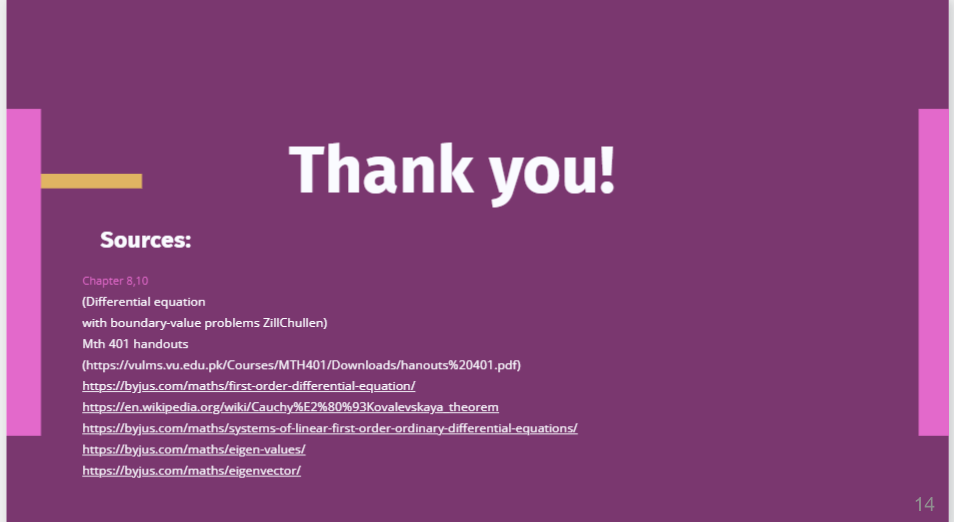 Thank you!
Sources:
Chapter 8,10
(Differential equation
with boundary-value problems ZillChullen)
Mth 401 handouts
(https://vulms.vu.edu.pk/Courses/MTH401/Downloads/hanouts%20401.pdf)
https://byjus.com/maths/first-order-differential-equation/
https://en.wikipedia.org/wiki/Cauchy%E2%80%93Kovalevskaya_theorem
https://byjus.com/maths/systems-of-linear-first-order-ordinary-differential-equations/
https://byjus.com/maths/eigen-values/
https://byjus.com/maths/eigenvector/
14